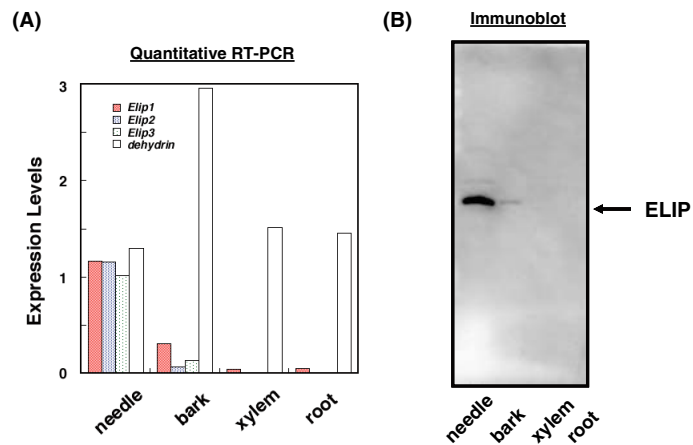 (A)
Quantitative RT-PCR
Expression Levels
3
2
1
0
Elip1
Elip2
Elip3
dehydrin
needle
bark
xylem
root
(B)
Immunoblot
ELIP
needle
bark
xylem
root